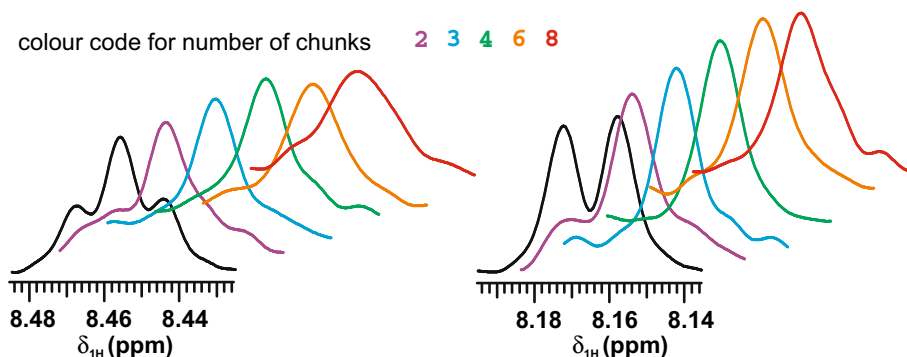 colour code for number of chunks 2 3 4 6 8
8.48 8.46 8.44
δ1H (ppm)
8.18 8.16 8.14
δ1H (ppm)